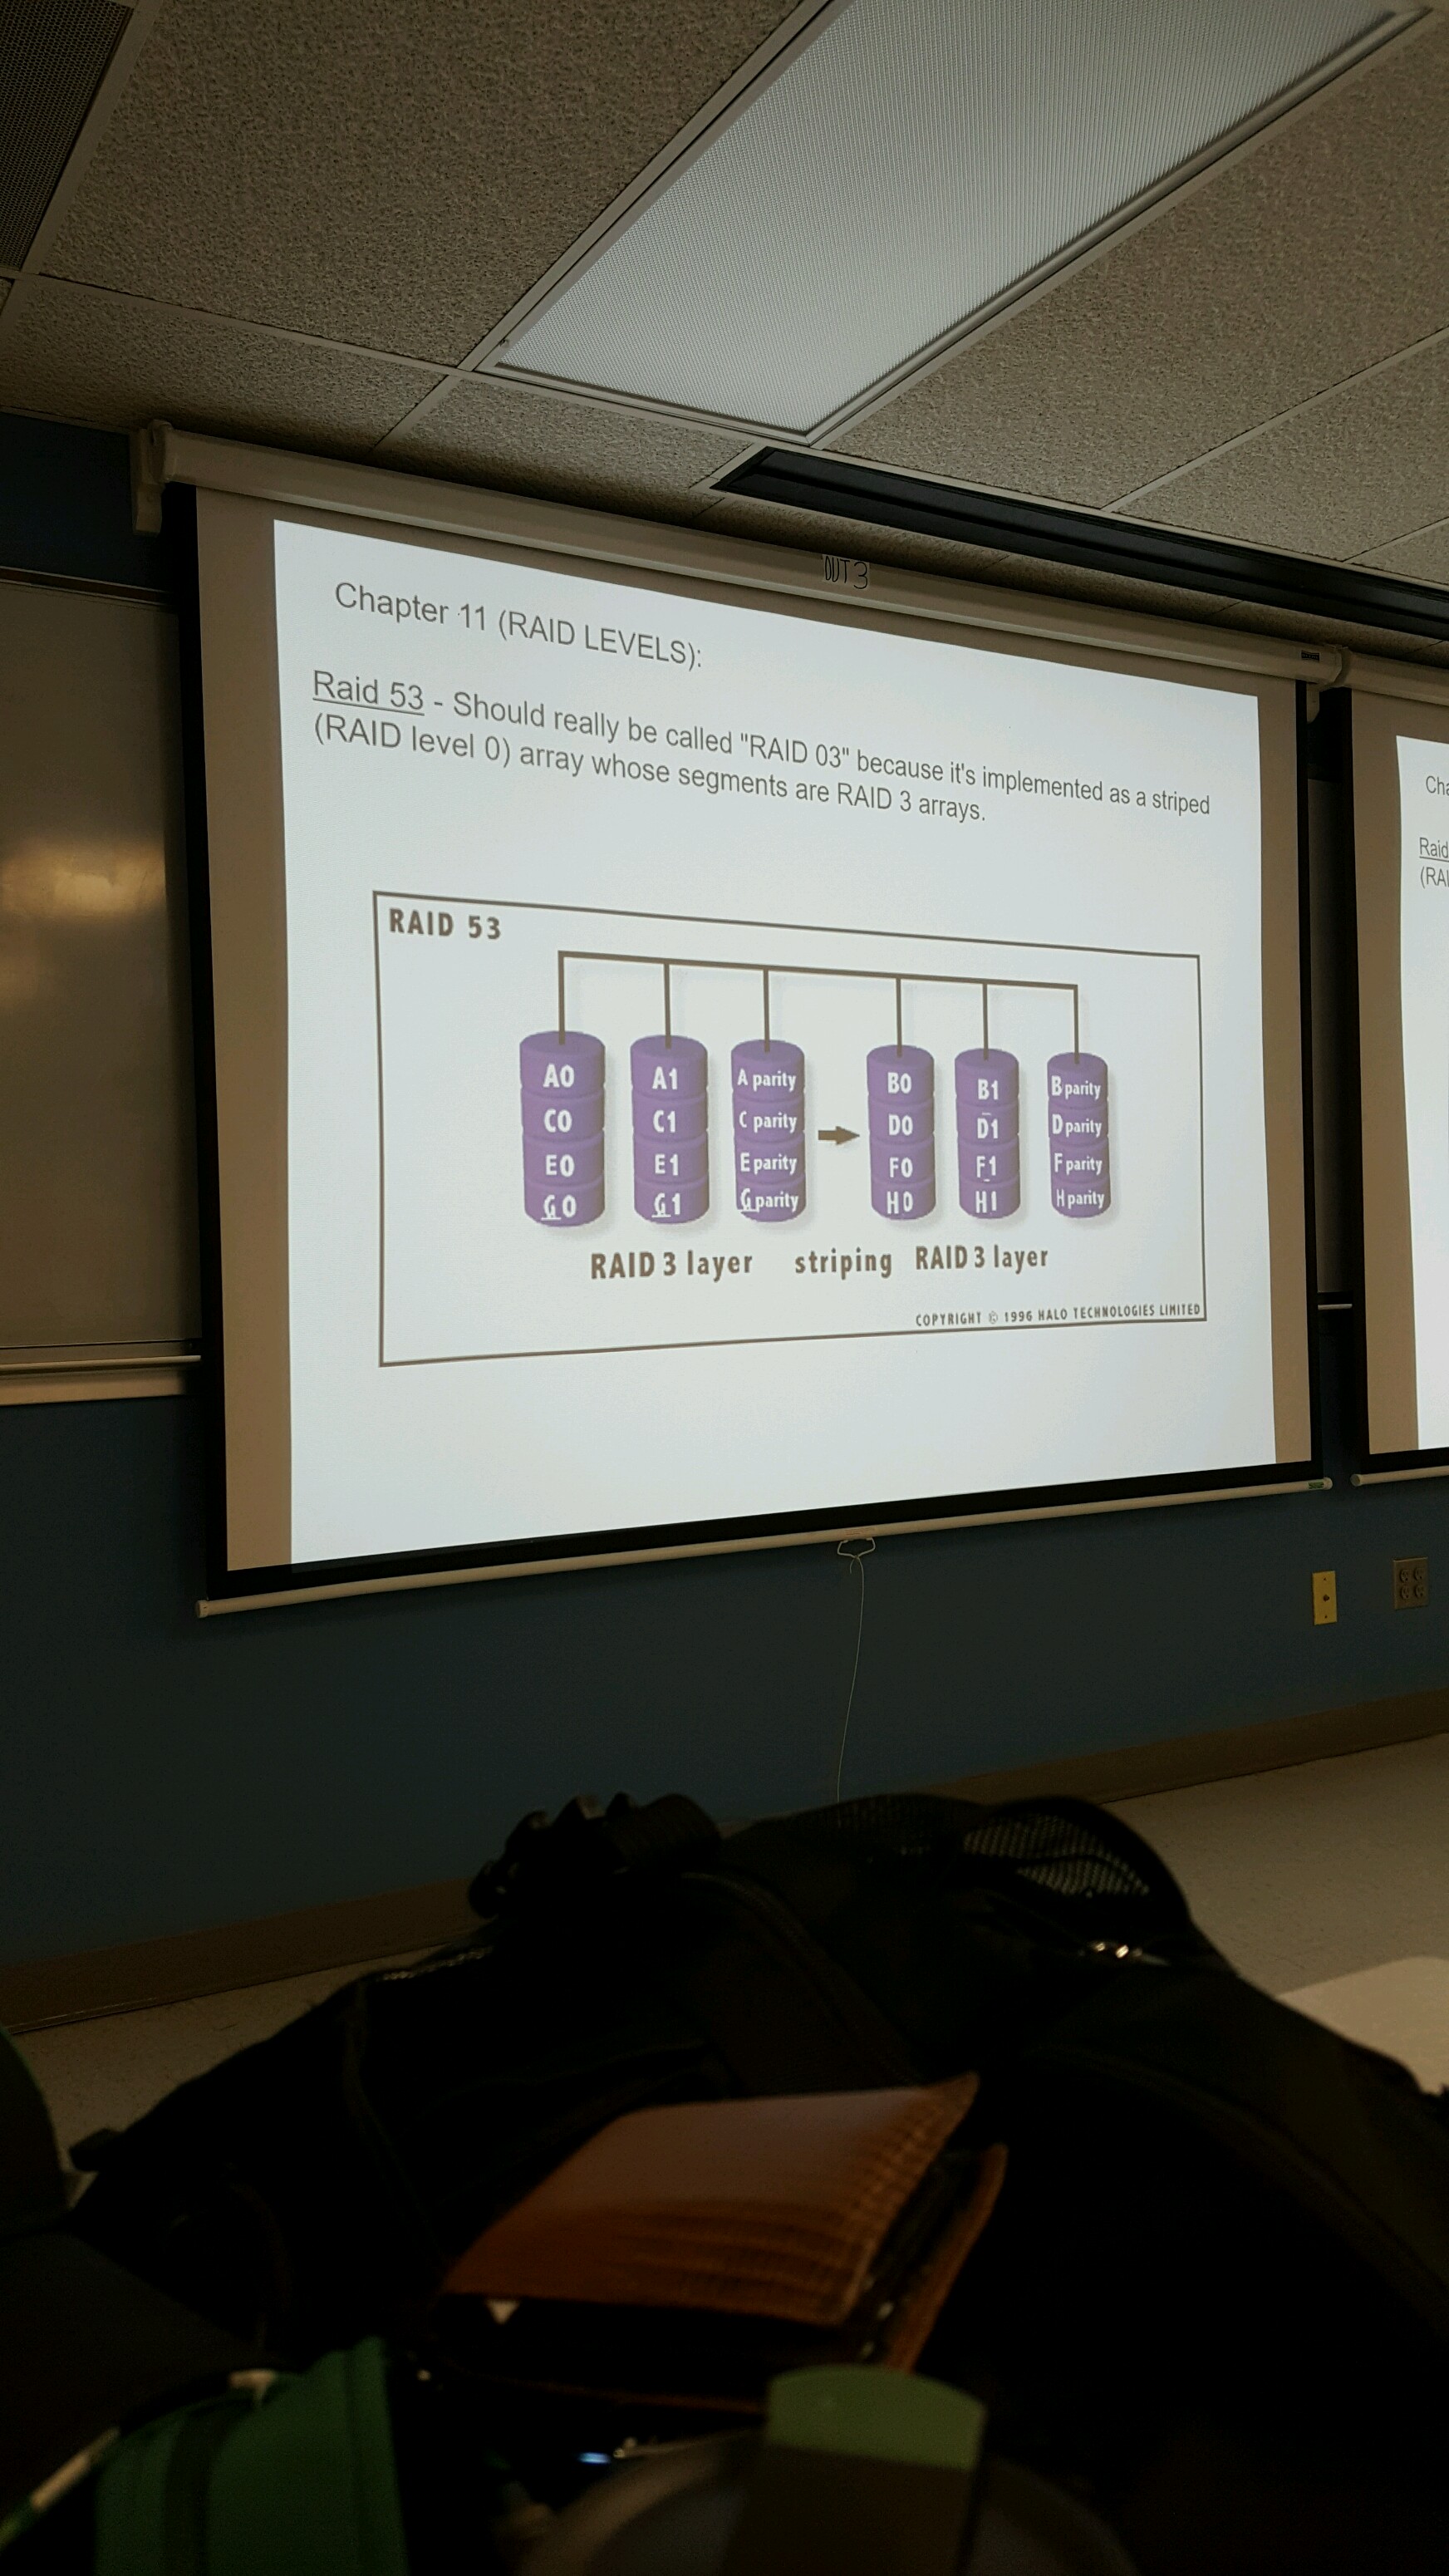 OUT 3
Chapter 11 (RAID LEVELS):
Raid 53 - Should really be called "RAID 03" because it's implemented as a striped
(RAID level 0) array whose segments are RAID 3 arrays.
RAID 53
A0 A1 A parity B0 B1 B parity
C0 C1 C parity D0 D1 D parity
E0 E1 E parity F0 F1 F parity
G0 G1 G parity H0 H1 H parity
RAID 3 layer striping RAID 3 layer
COPYRIGHT © 1996 HALO TECHNOLOGIES LIMITED
Cha
Raid
(RAI